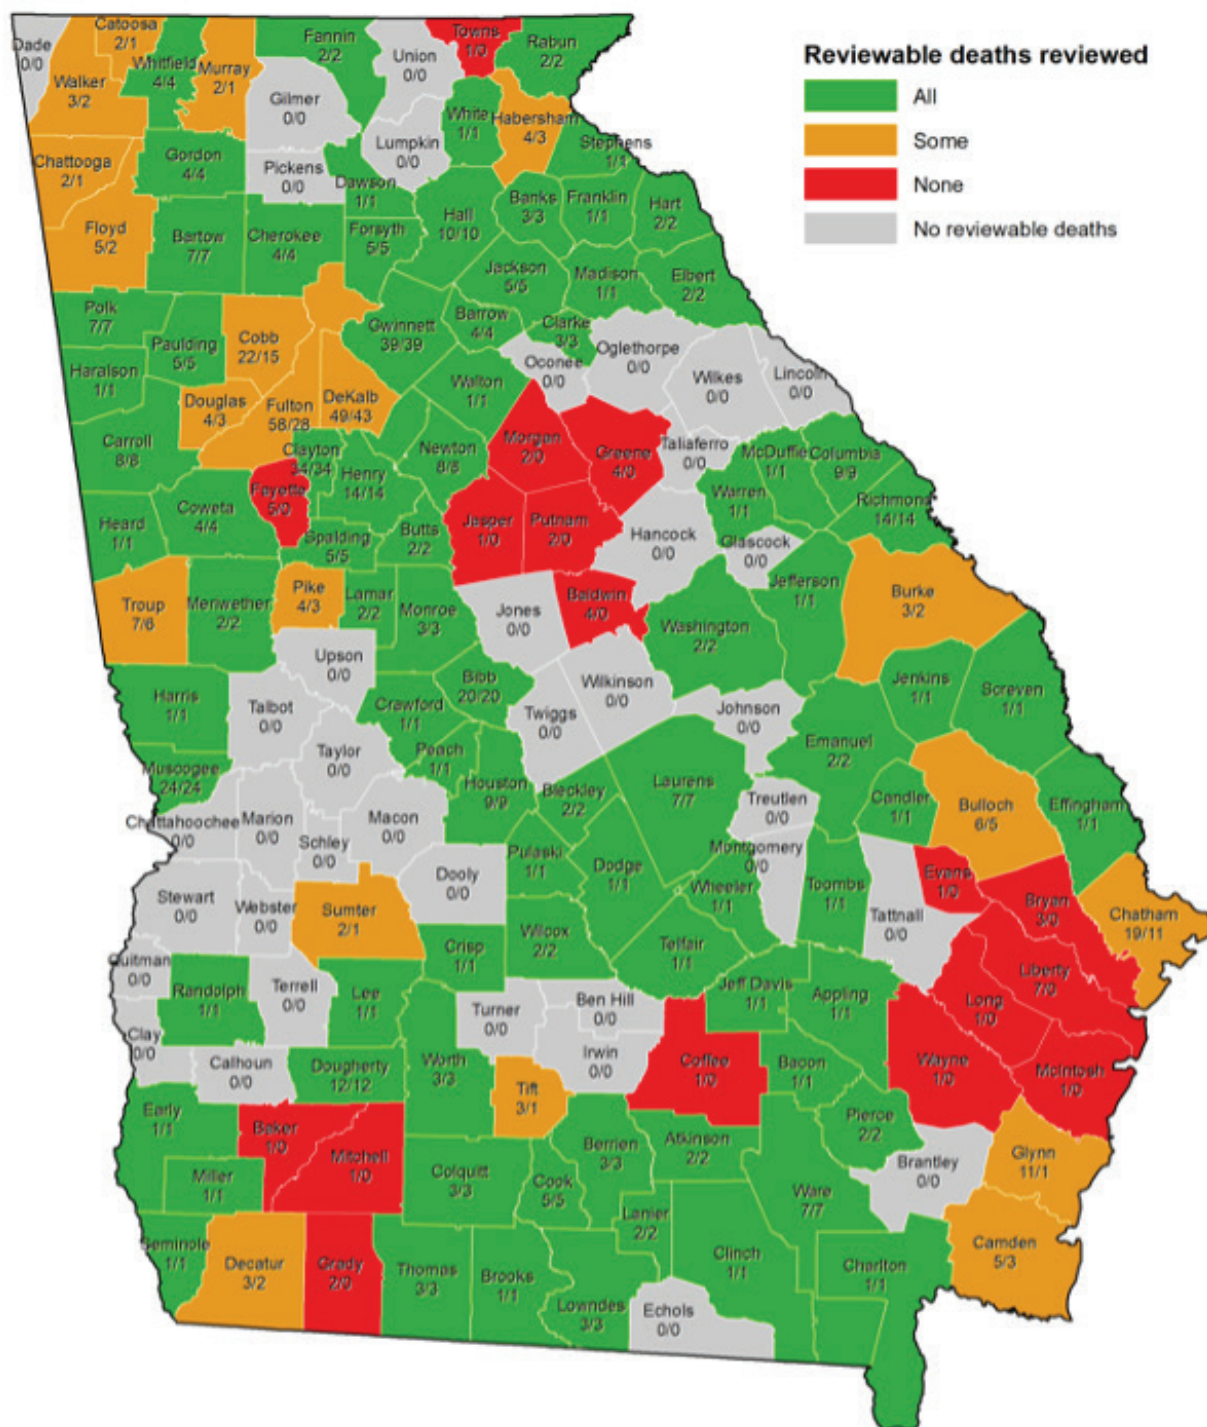 Reviewable deaths reviewed
All
Some
None
No reviewable deaths
Dade
0/0
Catoosa
2/1
Walker
3/2
Whitfield
4/4
Murray
2/1
Fannin
2/2
Gilmer
0/0
Union
0/0
Towns
1/0
Rabun
2/2
White
1/1
Habersham
4/3
Stephens
1/1
Lumpkin
0/0
Chattooga
2/1
Gordon
4/4
Pickens
0/0
Dawson
1/1
Floyd
5/2
Bartow
7/7
Cherokee
4/4
Forsyth
5/5
Hall
10/10
Banks
3/3
Franklin
1/1
Hart
2/2
Jackson
5/5
Madison
1/1
Elbert
2/2
Polk
7/7
Paulding
5/5
Haralson
1/1
Cobb
22/15
Gwinnett
39/39
Barrow
4/4
Clarke
3/3
Oconee
0/0
Oglethorpe
0/0
Wilkes
0/0
Lincoln
0/0
Douglas
4/3
Fulton
58/28
DeKalb
49/43
Walton
1/1
Carroll
8/8
Clayton
34/34
Henry
14/14
Newton
8/8
Morgan
2/0
Greene
4/0
Taliaferro
0/0
McDuffie
1/1
Columbia
9/9
Warren
1/1
Richmond
14/14
Fayette
5/0
Coweta
4/4
Heard
1/1
Spalding
5/5
Butts
2/2
Jasper
1/0
Putnam
2/0
Hancock
0/0
Glascock
0/0
Jefferson
1/1
Burke
3/2
Troup
7/6
Meriwether
2/2
Pike
4/3
Lamar
2/2
Monroe
3/3
Jones
0/0
Baldwin
4/0
Washington
2/2
Upson
0/0
Harris
1/1
Talbot
0/0
Crawford
1/1
Bibb
20/20
Twiggs
0/0
Wilkinson
0/0
Johnson
0/0
Jenkins
1/1
Screven
1/1
Emanuel
2/2
Taylor
0/0
Peach
1/1
Muscogee
24/24
Houston
9/9
Bleckley
2/2
Laurens
7/7
Treutlen
0/0
Candler
1/1
Bulloch
6/5
Effingham
1/1
Chattahoochee
0/0
Marion
0/0
Schley
0/0
Macon
0/0
Dooly
0/0
Pulaski
1/1
Dodge
1/1
Montgomery
0/0
Wheeler
1/1
Toombs
1/1
Tattnall
0/0
Evans
1/0
Bryan
3/0
Chatham
19/11
Stewart
0/0
Webster
0/0
Sumter
2/1
Crisp
1/1
Wilcox
2/2
Telfair
1/1
Jeff Davis
1/1
Appling
1/1
Liberty
7/0
Long
1/0
Quitman
0/0
Randolph
1/1
Terrell
0/0
Lee
1/1
Turner
0/0
Ben Hill
0/0
Irwin
0/0
Coffee
1/0
Bacon
1/1
Wayne
1/0
McIntosh
1/0
Clay
0/0
Calhoun
0/0
Dougherty
12/12
Worth
3/3
Tift
3/1
Early
1/1
Baker
1/0
Mitchell
1/0
Colquitt
3/3
Cook
5/5
Berrien
3/3
Atkinson
2/2
Pierce
2/2
Brantley
0/0
Glynn
11/1
Miller
1/1
Lanier
2/2
Ware
7/7
Clinch
1/1
Charlton
1/1
Camden
5/3
Seminole
1/1
Decatur
3/2
Grady
2/0
Thomas
3/3
Brooks
1/1
Lowndes
3/3
Echols
0/0